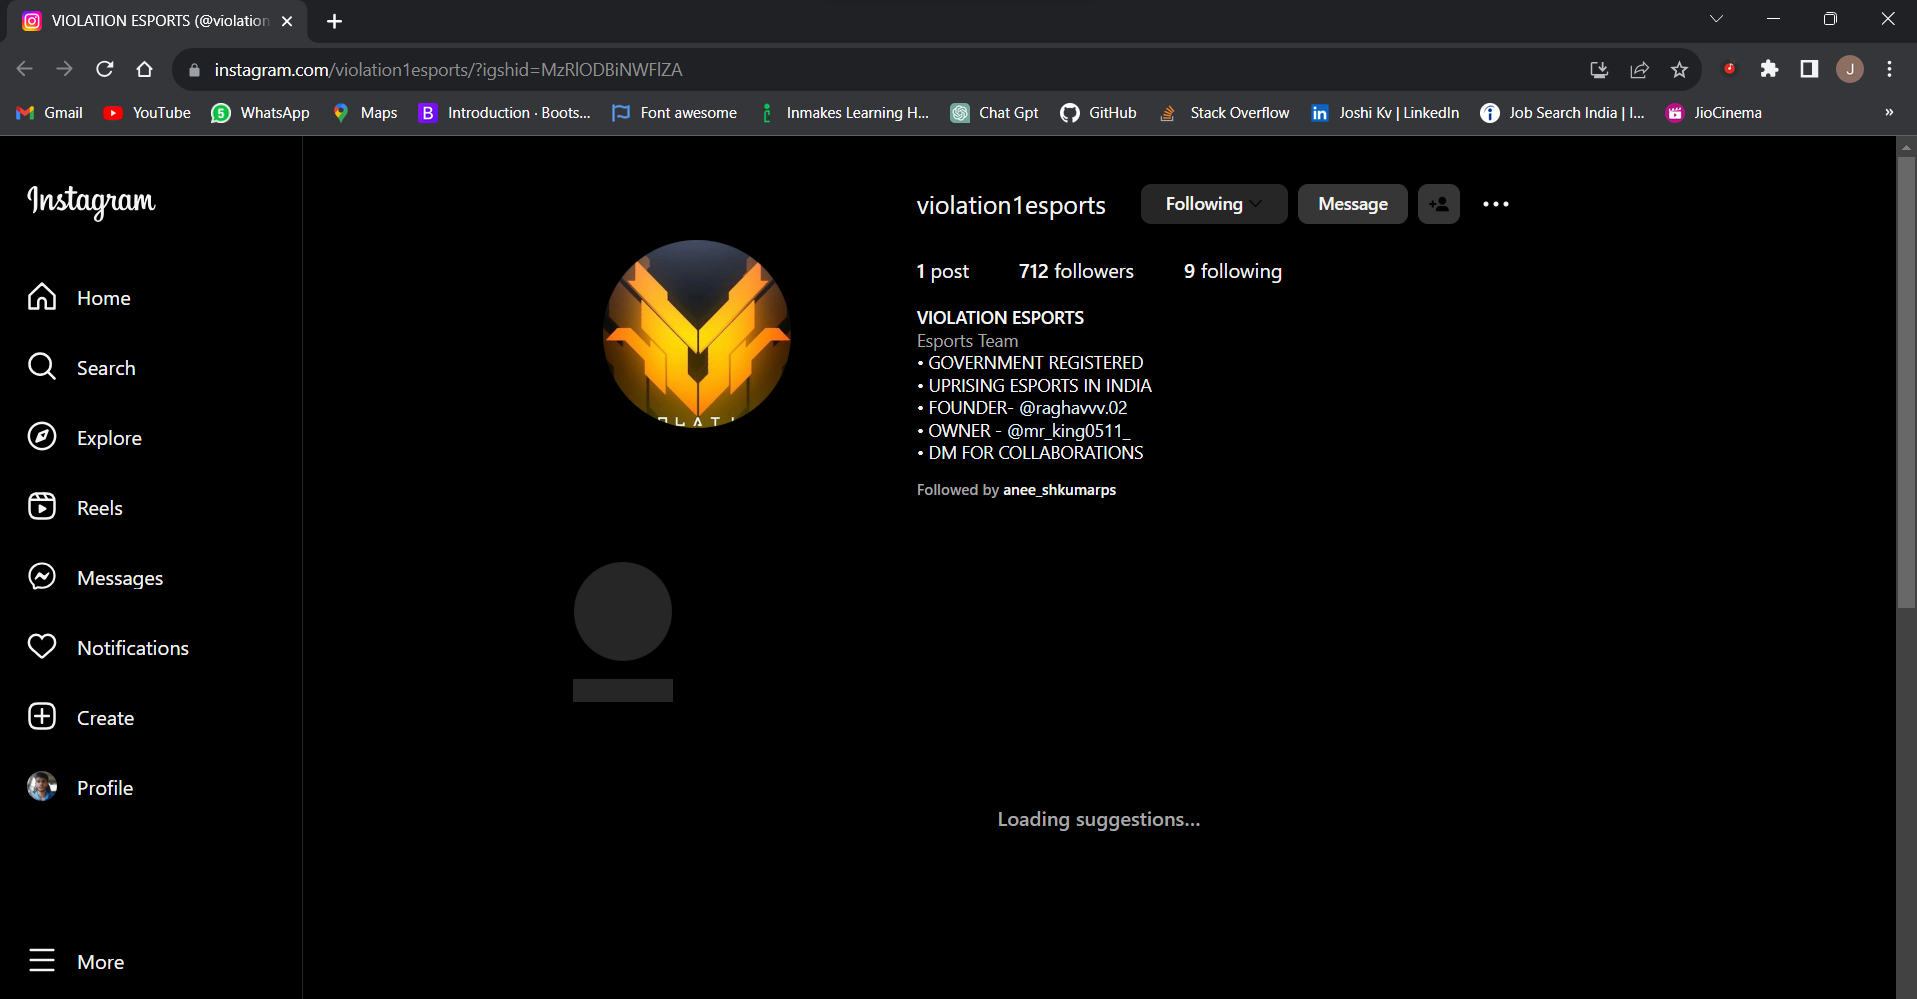 VIOLATION ESPORTS (@violation
instagram.com/violation1esports/?igshid=MzRlODBiNWFlZA
J
Gmail
YouTube
5
WhatsApp
Maps
B
Introduction · Boots...
Font awesome
Inmakes Learning H...
Chat Gpt
GitHub
Stack Overflow
in
Joshi Kv | LinkedIn
Job Search India | I...
JioCinema
»
Instagram
Home
Search
Explore
Reels
Messages
Notifications
Create
Profile
More
violation1esports
Following
Message
1 post
712 followers
9 following
VIOLATION ESPORTS
Esports Team
• GOVERNMENT REGISTERED
• UPRISING ESPORTS IN INDIA
• FOUNDER- @raghavvv.02
• OWNER - @mr_king0511_
• DM FOR COLLABORATIONS
Followed by anee_shkumarps
Loading suggestions...